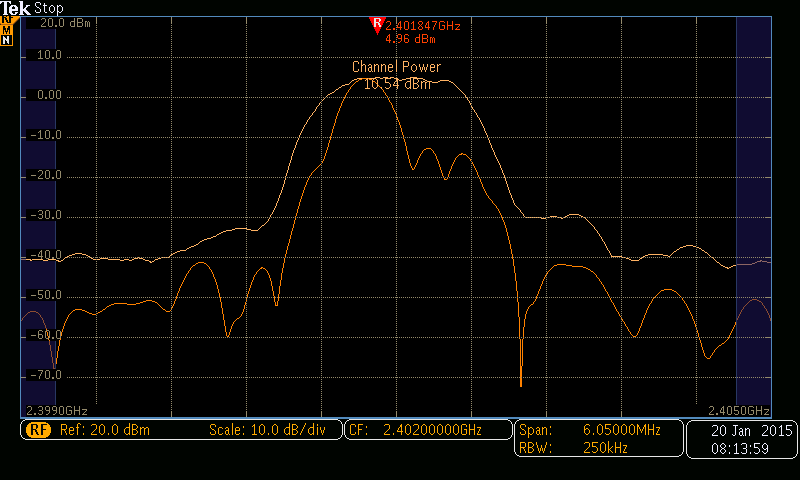 Tek Stop
R
M
N
20.0 dBm
R 2.401847GHz
4.96 dBm
10.0
Channel Power
10.54 dBm
0.00
-10.0
-20.0
-30.0
-40.0
-50.0
-60.0
-70.0
2.3990GHz
2.4050GHz
RF Ref: 20.0 dBm Scale: 10.0 dB/div CF: 2.40200000GHz Span: 6.05000MHz
RBW: 250kHz
20 Jan 2015
08:13:59